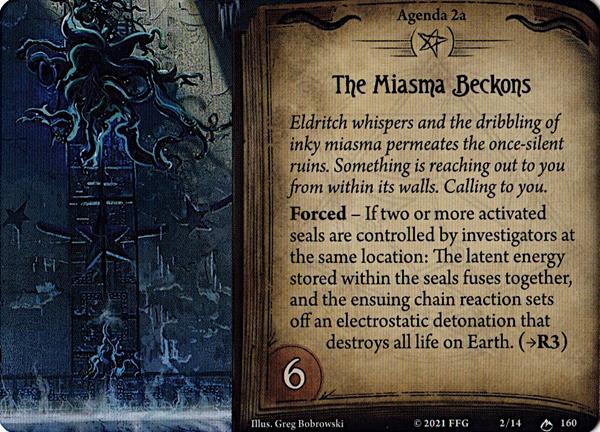 Agenda 2a
The Miasma Beckons
Eldritch whispers and the dribbling of
inky miasma permeates the once-silent
ruins. Something is reaching out to you
from within its walls. Calling to you.
Forced – If two or more activated
seals are controlled by investigators at
the same location: The latent energy
stored within the seals fuses together,
and the ensuing chain reaction sets
off an electrostatic detonation that
destroys all life on Earth. (→R3)
6
Illus. Greg Bobrowski © 2021 FFG 2/14 160